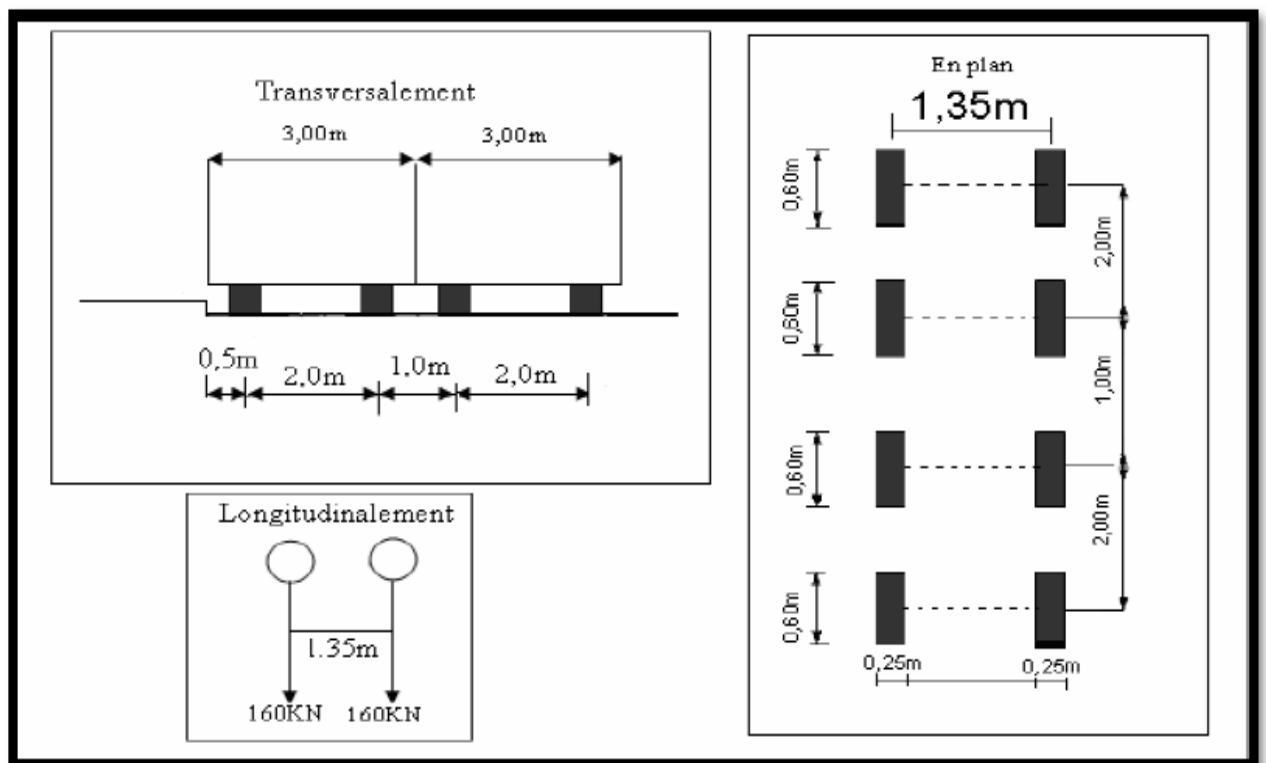 Transversalement
3,00m 3,00m
0,5m
2,0m 1,0m 2,0m
Longitudinalement
1.35m
160KN 160KN
En plan
1,35m
0,60m
2,00m
0,60m
1,00m
0,60m
2,00m
0,60m
0,25m 0,25m